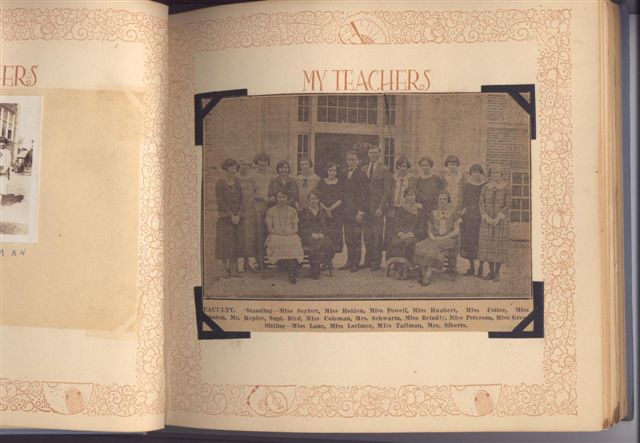 ERS
MAN
MY TEACHERS
FACULTY. Standing—Miss Seyfert, Miss Holden, Miss Powell, Miss Haubert, Miss Cotter, Miss
Mr. Kepler, Supt. Bird, Miss Coleman, Mrs. Schwartz, Miss Brindly, Miss Peterson, Miss
Sitting—Miss Lane, Miss Lorimer, Miss Tallman, Mrs. Siberts.